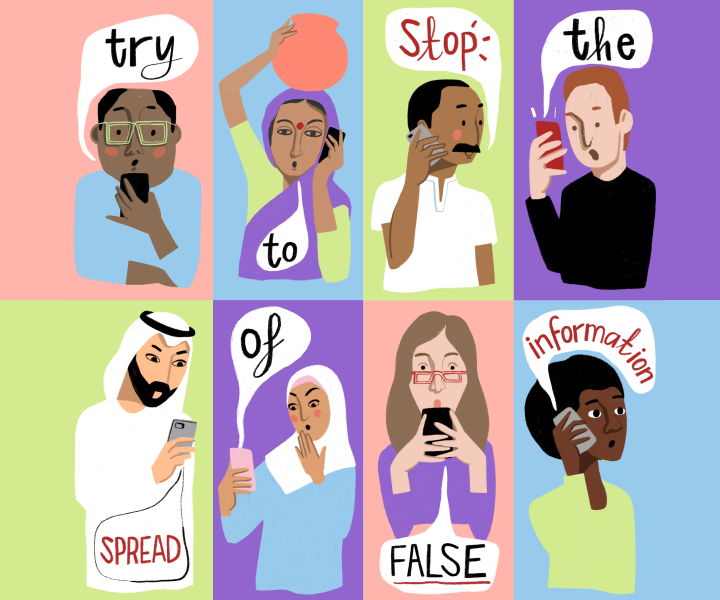 try
to
Stop
the
SPREAD
of
FALSE
information